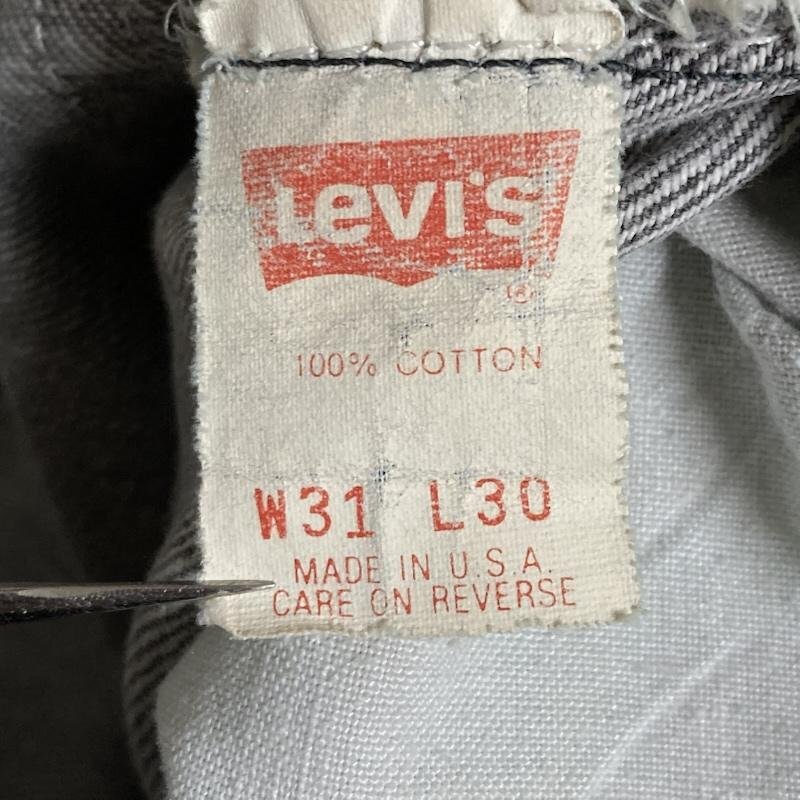 Levi's
®
100% COTTON
W31 L30
MADE IN U.S.A.
CARE ON REVERSE